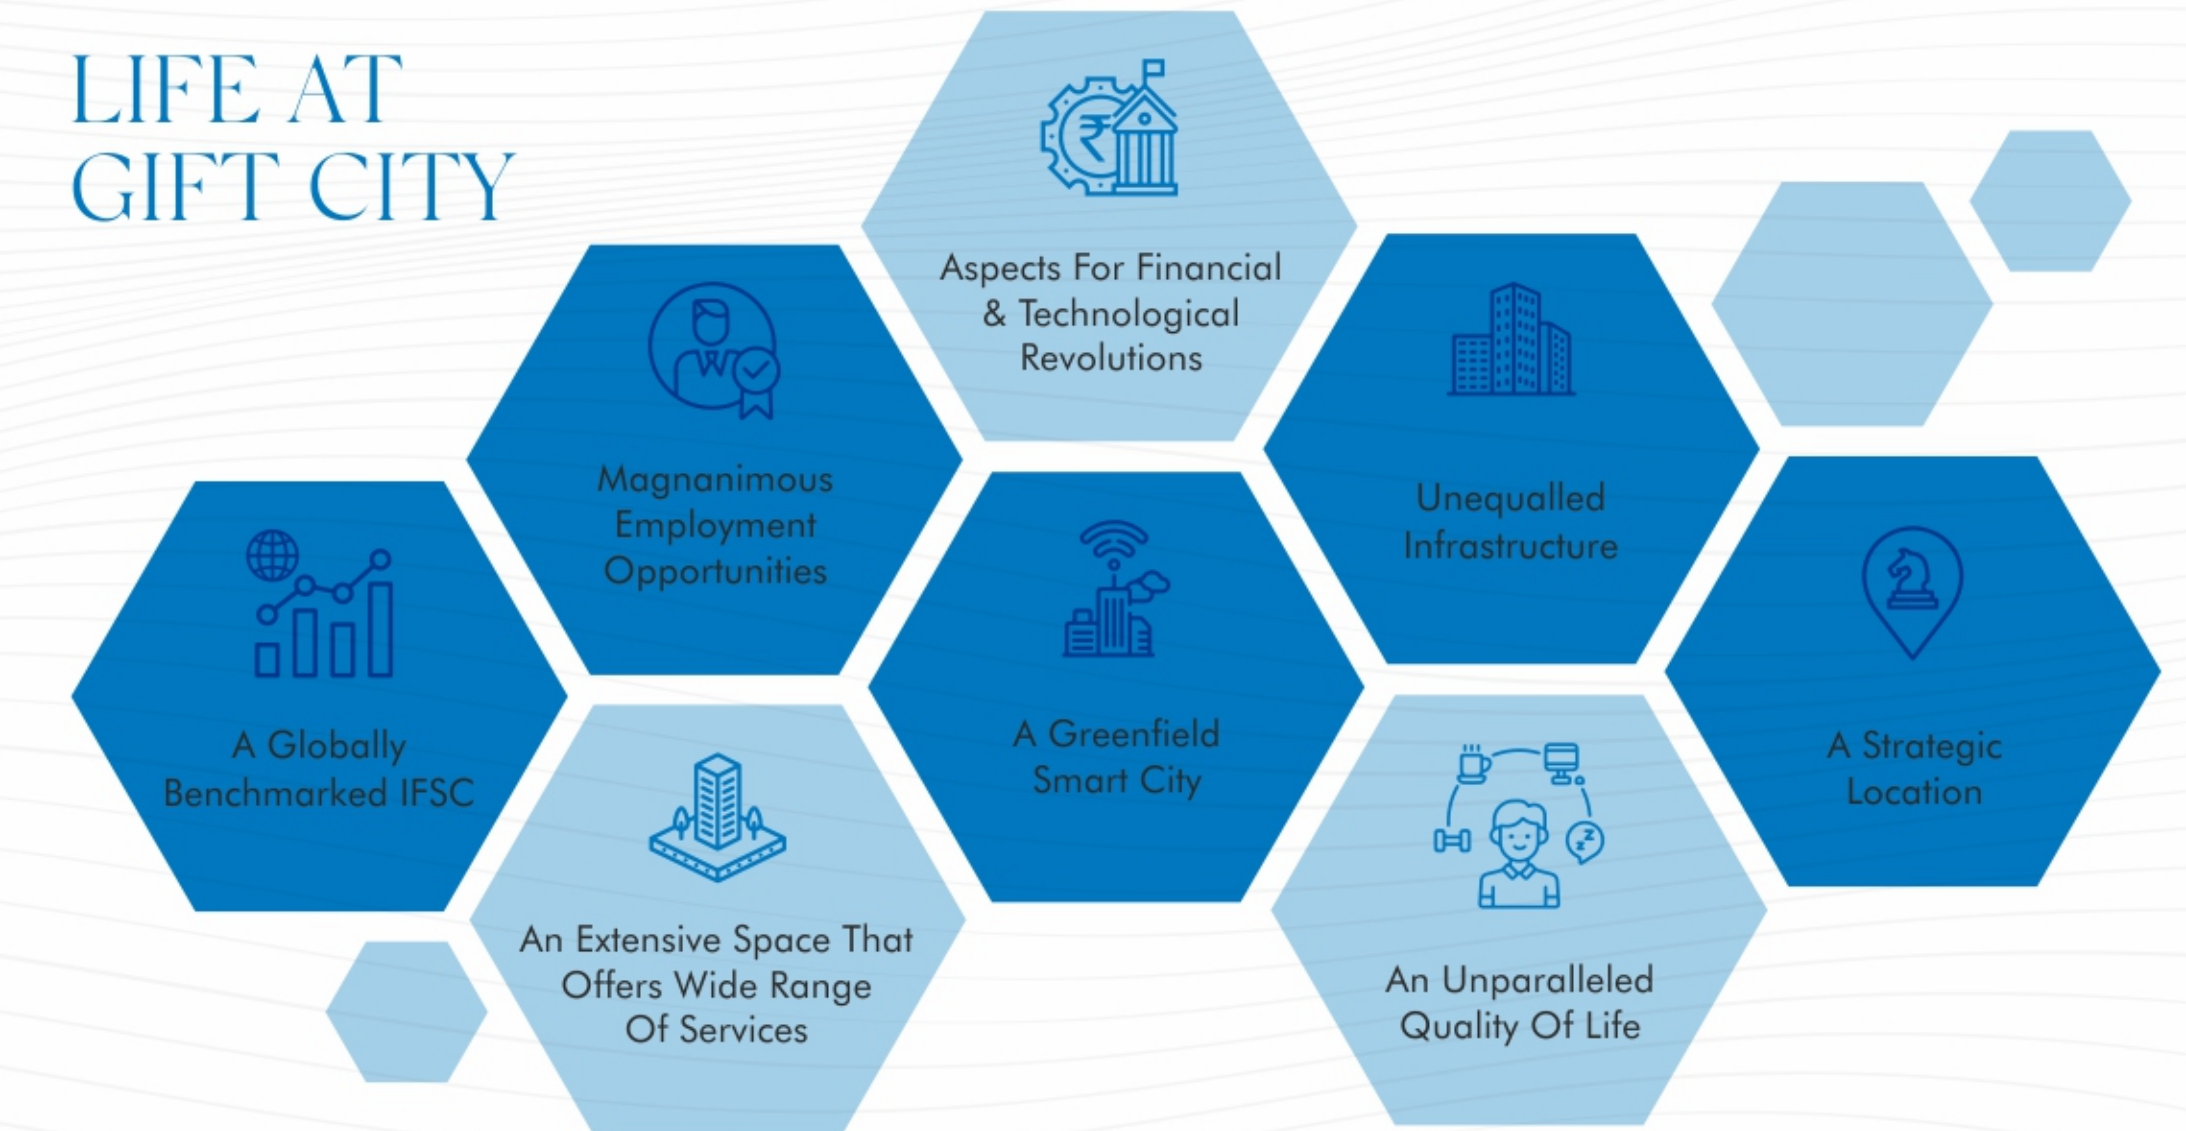 LIFE AT
GIFT CITY
Aspects For Financial
& Technological
Revolutions
Magnanimous
Employment
Opportunities
Unequalled
Infrastructure
A Globally
Benchmarked IFSC
A Greenfield
Smart City
A Strategic
Location
An Extensive Space That
Offers Wide Range
Of Services
An Unparalleled
Quality Of Life